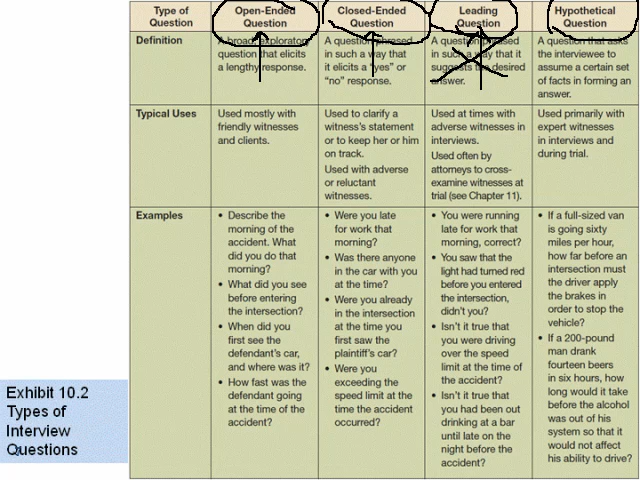 Type of
Question
Open-Ended
Question
Closed-Ended
Question
Leading
Question
Hypothetical
Question
Definition
A broad, exploratory
question that elicits
a lengthy response.
A question phrased
in such a way that
it elicits a "yes" or
"no" response.
A question phrased
in such a way that it
suggests the desired
answer.
A question that asks
the interviewee to
assume a certain set
of facts in forming an
answer.
Typical Uses
Used mostly with
friendly witnesses
and clients.
Used to clarify a
witness's statement
or to keep her or him
on track.
Used with adverse
or reluctant
witnesses.
Used at times with
adverse witnesses in
interviews.
Used often by
attorneys to cross-
examine witnesses at
trial (see Chapter 11).
Used primarily with
expert witnesses
in interviews and
during trial.
Examples
• Describe the
morning of the
accident. What
did you do that
morning?
• What did you see
before entering
the intersection?
• When did you
first see the
defendant's car,
and where was it?
• How fast was the
defendant going
at the time of the
accident?
• Were you late
for work that
morning?
• Was there anyone
in the car with you
at the time?
• Were you already
in the intersection
at the time you
first saw the
plaintiff's car?
• Were you
exceeding the
speed limit at the
time the accident
occurred?
• You were running
late for work that
morning, correct?
• You saw that the
light had turned red
before you entered
the intersection,
didn't you?
• Isn't it true that
you were driving
over the speed
limit at the time of
the accident?
• Isn't it true that
you had been out
drinking at a bar
until late on the
night before the
accident?
• If a full-sized van
is going sixty
miles per hour,
how far before an
intersection must
the driver apply
the brakes in
order to stop the
vehicle?
• If a 200-pound
man drank
fourteen beers
in six hours, how
long would it take
before the alcohol
was out of his
system so that it
would not affect
his ability to drive?
Exhibit 10.2
Types of
Interview
Questions